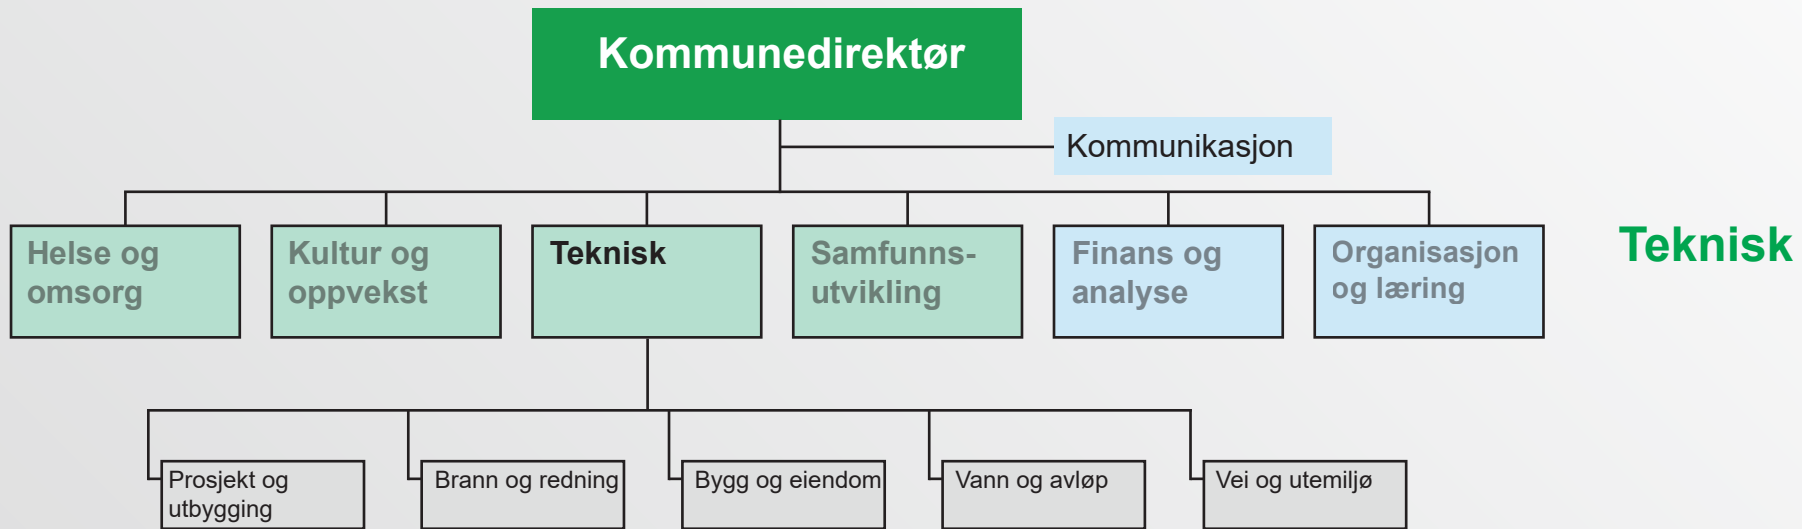 Kommunedirektør
Kommunikasjon
Helse og
omsorg
Kultur og
oppvekst
Teknisk
Samfunns-
utvikling
Finans og
analyse
Organisasjon
og læring
Teknisk
Prosjekt og
utbygging
Brann og redning
Bygg og eiendom
Vann og avløp
Vei og utemiljø